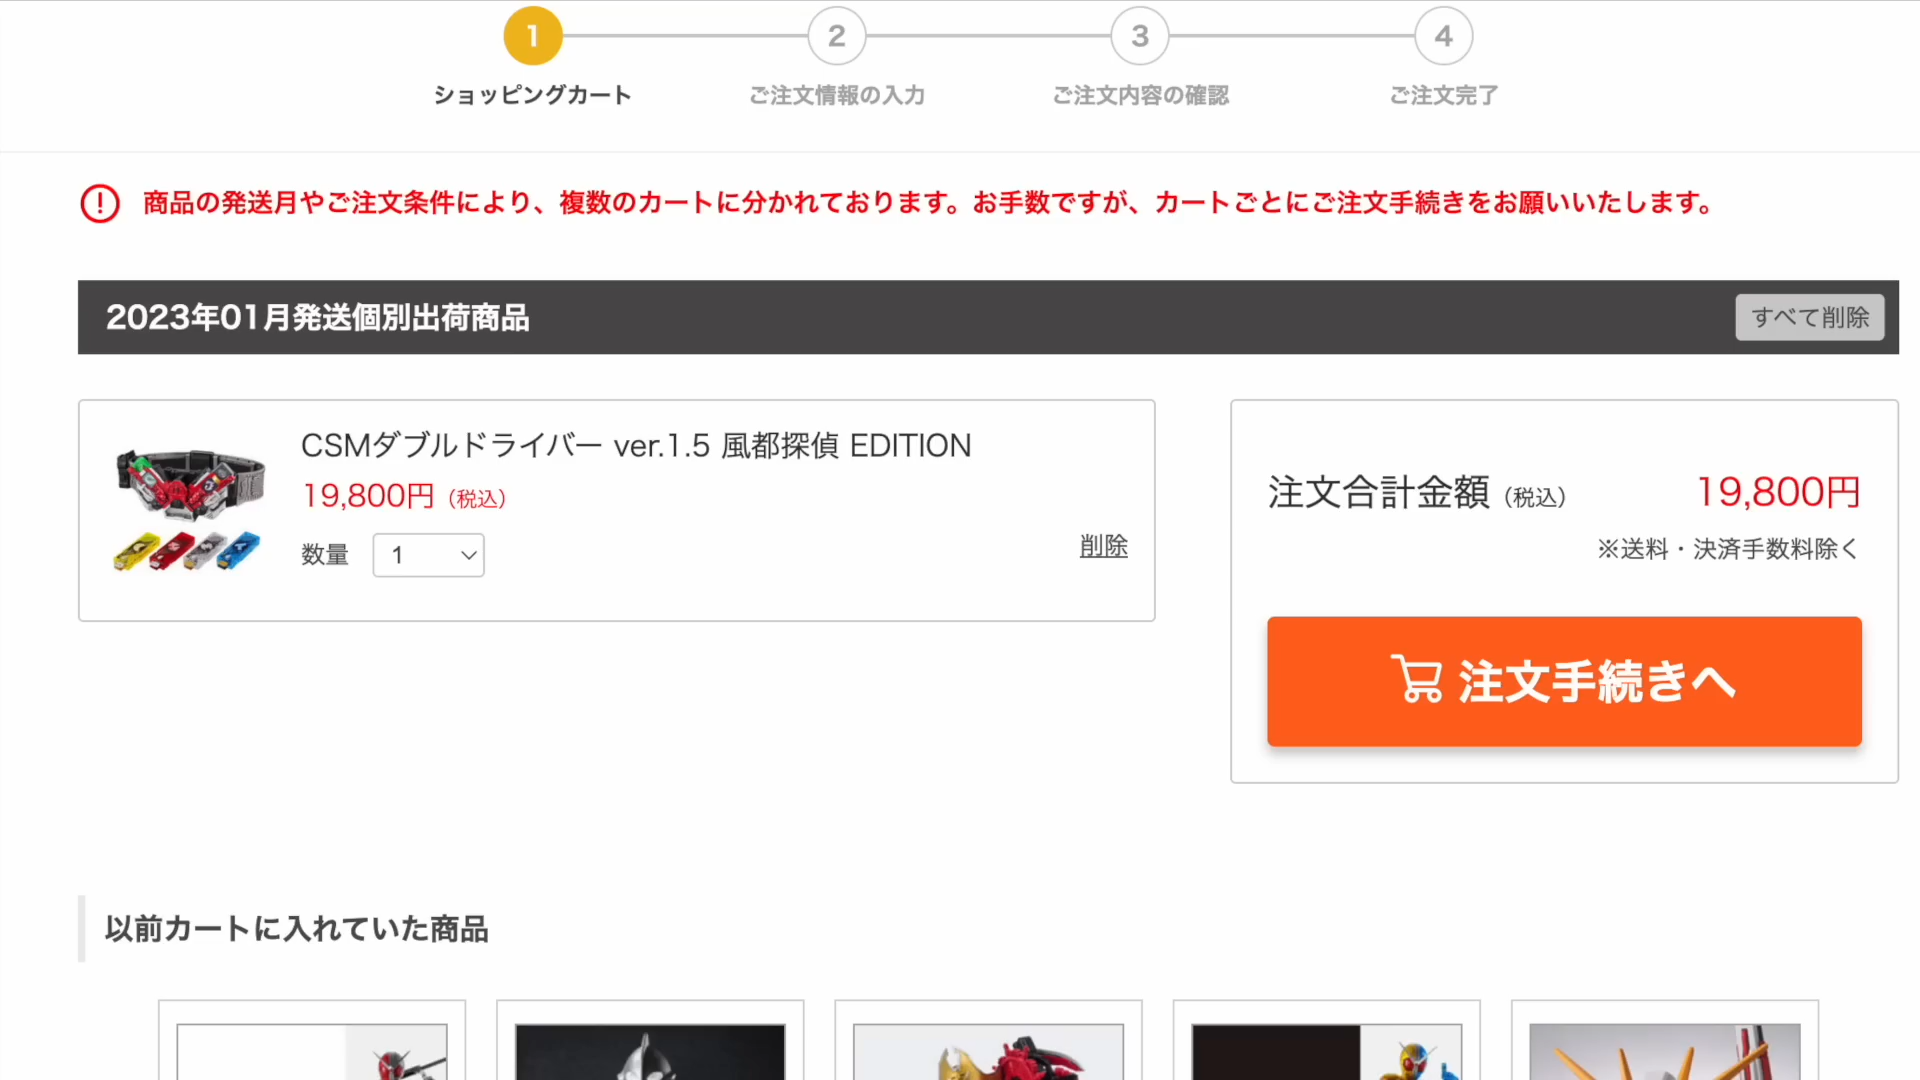 1
2
3
4
ショッピングカート
ご注文情報の入力
ご注文内容の確認
ご注文完了
商品の発送月やご注文条件により、複数のカートに分かれております。お手数ですが、カートごとにご注文手続きをお願いいたします。
2023年01月発送個別出荷商品
すべて削除
CSMダブルドライバー ver.1.5 風都探偵 EDITION
19,800円（税込）
数量 1
削除
注文合計金額（税込） 19,800円
※送料・決済手数料除く
注文手続きへ
以前カートに入れていた商品